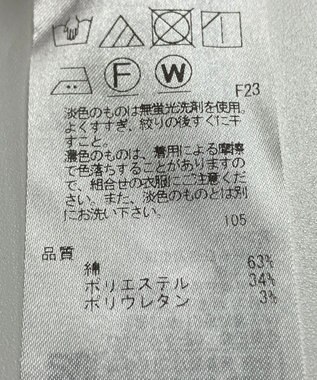 F W
F23
淡色のものは無蛍光洗剤を使用。
よくすすぎ、絞りの後すぐに干
すこと。
濃色のものは、着用による摩擦
で色落ちすることがありますの
で、組合せの衣服にご注意くだ
さい。また、淡色のものとは別
にお洗い下さい。
105
品質
綿 63%
ポリエステル 34%
ポリウレタン 3%